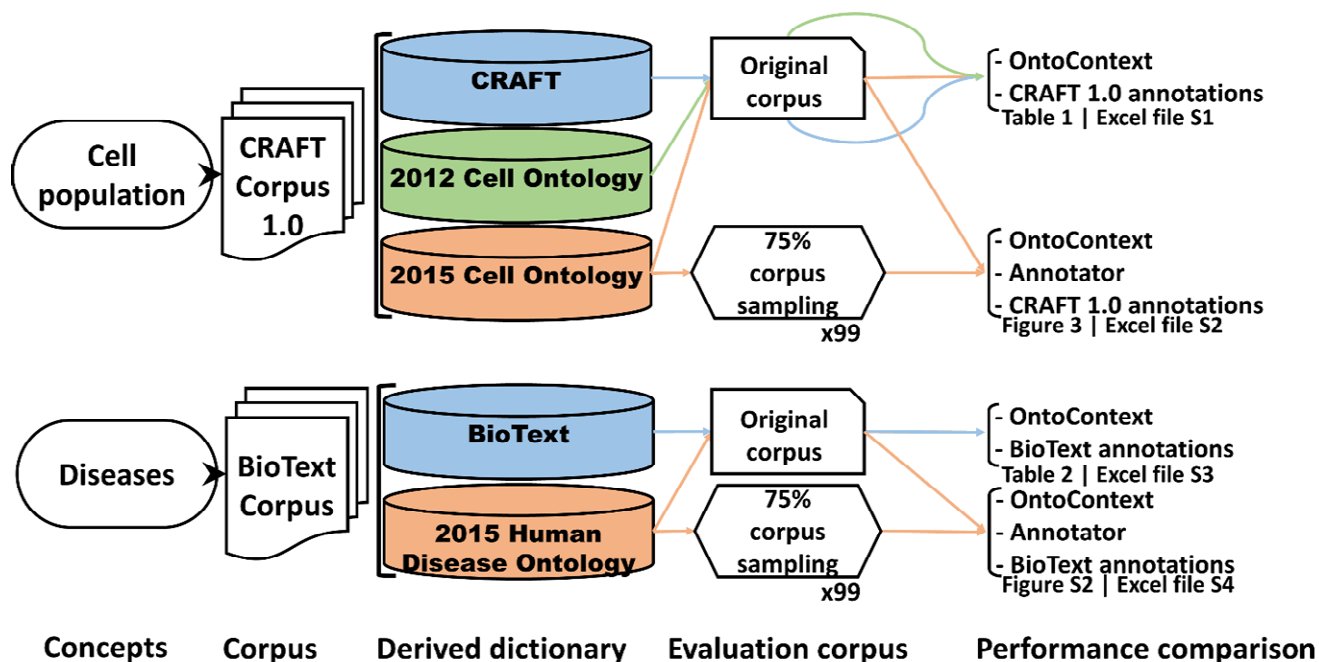 Cell
population
CRAFT
Corpus
1.0
CRAFT
2012 Cell Ontology
2015 Cell Ontology
Original
corpus
75%
corpus
sampling
x99
- OntoContext
- CRAFT 1.0 annotations
Table 1 | Excel file S1
- OntoContext
- Annotator
- CRAFT 1.0 annotations
Figure 3 | Excel file S2
Diseases
BioText
Corpus
BioText
2015 Human
Disease Ontology
Original
corpus
75%
corpus
sampling
x99
- OntoContext
- BioText annotations
Table 2 | Excel file S3
- OntoContext
- Annotator
- BioText annotations
Figure S2 | Excel file S4
Concepts
Corpus
Derived dictionary
Evaluation corpus
Performance comparison